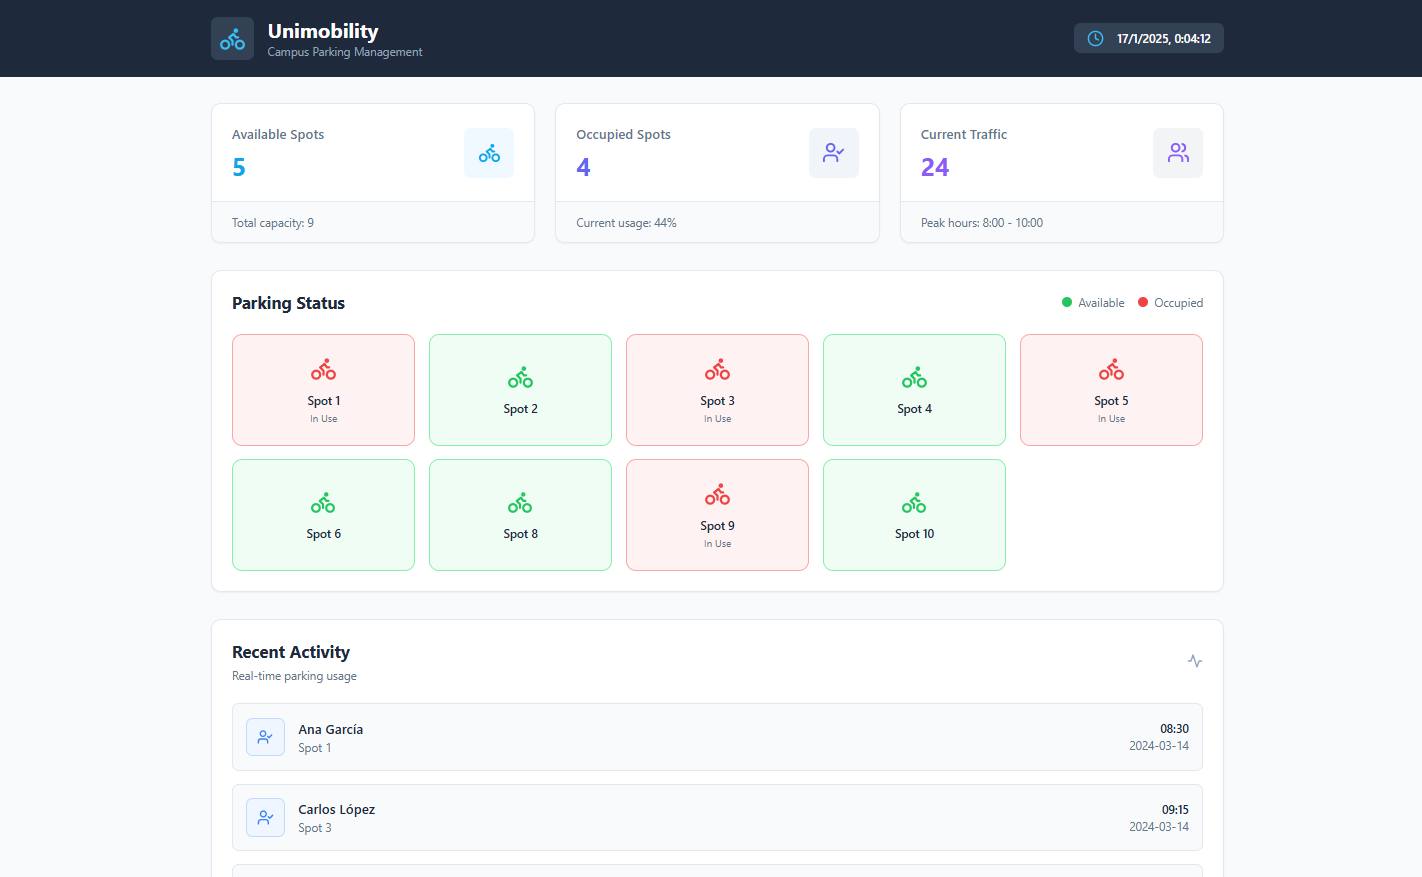 Unimobility
Campus Parking Management
17/1/2025, 0:04:12
Available Spots
5
Total capacity: 9
Occupied Spots
4
Current usage: 44%
Current Traffic
24
Peak hours: 8:00 - 10:00
Parking Status
Available
Occupied
Spot 1
In Use
Spot 2
Spot 3
In Use
Spot 4
Spot 5
In Use
Spot 6
Spot 8
Spot 9
In Use
Spot 10
Recent Activity
Real-time parking usage
Ana García
Spot 1
08:30
2024-03-14
Carlos López
Spot 3
09:15
2024-03-14